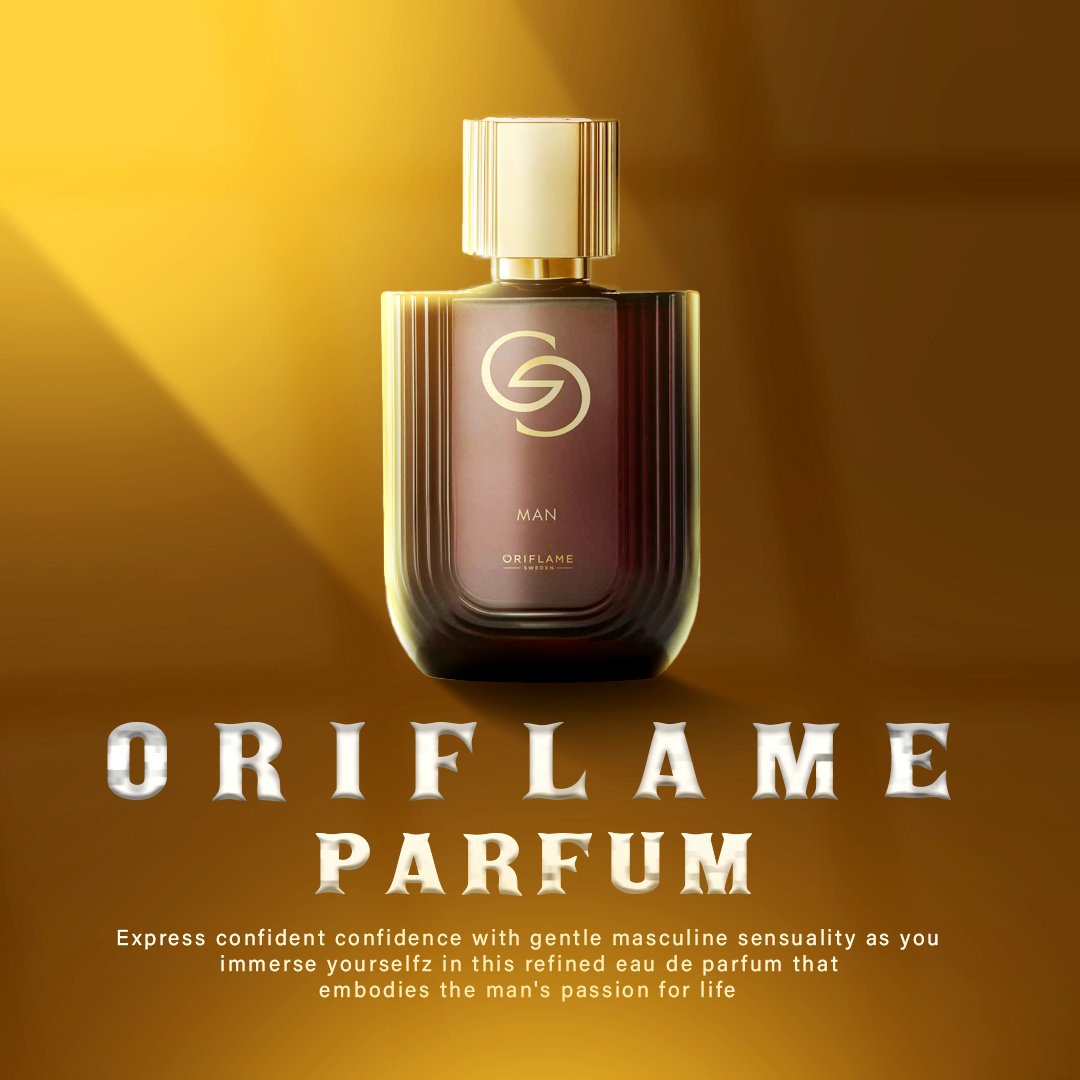 MAN
ORIFLAME
SWEDEN
ORIFLAME
PARFUM
Express confident confidence with gentle masculine sensuality as you
immerse yourselfz in this refined eau de parfum that
embodies the man's passion for life